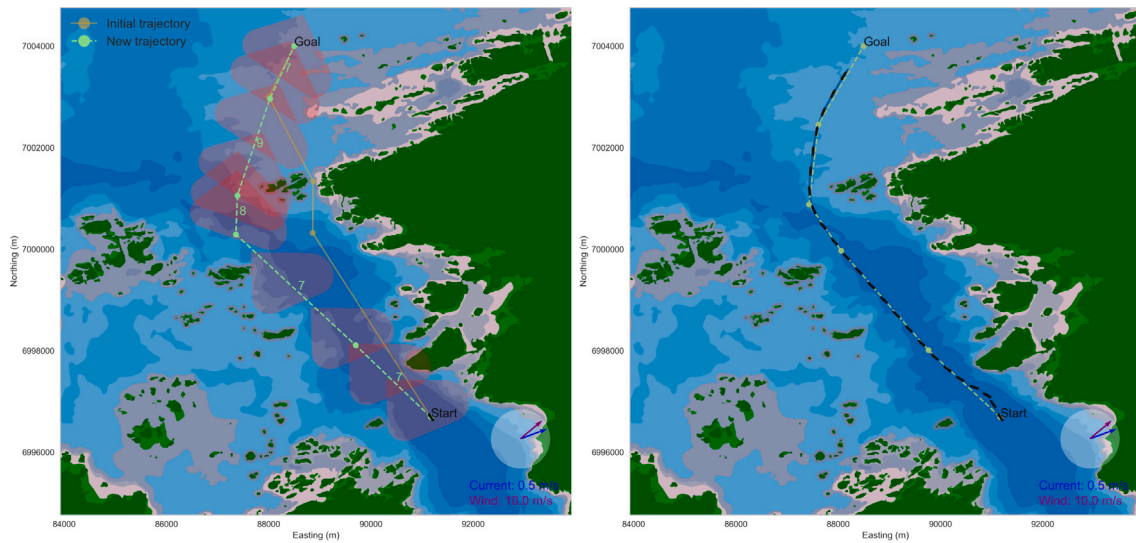 Initial trajectory
New trajectory
Goal
7
9
8
7
7
Start
Current: 0.5 m/s
Wind: 10.0 m/s
7004000
7002000
7000000
6998000
6996000
Northing (m)
84000 86000 88000 90000 92000
Easting (m)
Goal
Start
Current: 0.5 m/s
Wind: 10.0 m/s
7004000
7002000
7000000
6998000
6996000
Northing (m)
84000 86000 88000 90000 92000
Easting (m)